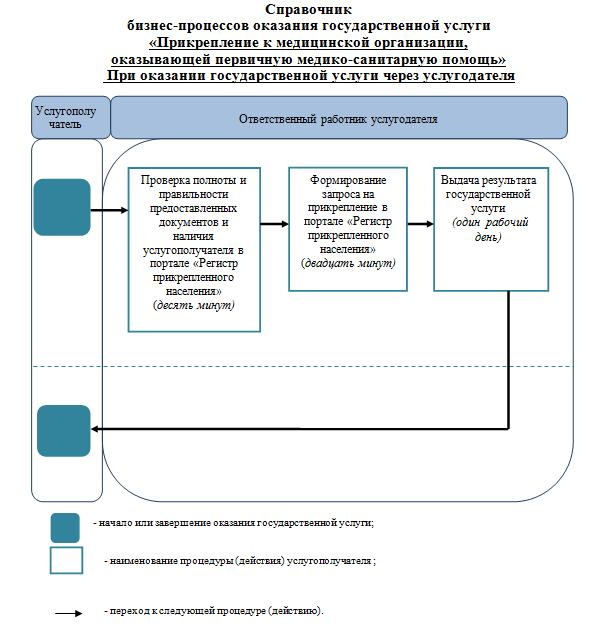 Справочник
бизнес-процессов оказания государственной услуги
«Прикрепление к медицинской организации,
оказывающей первичную медико-санитарную помощь»
При оказании государственной услуги через услугодателя
Услугополу
чатель
Ответственный работник услугодателя
Проверка полноты и
правильности
предоставленных
документов и
наличия
услугополучателя в
портале «Регистр
прикрепленного
населения»
(десять минут)
Формирование
запроса на
прикрепление в
портале «Регистр
прикрепленного
населения»
(двадцать минут)
Выдача результата
государственной
услуги
(один рабочий
день)
- начало или завершение оказания государственной услуги;
- наименование процедуры (действия) услугополучателя ;
- переход к следующей процедуре (действию).